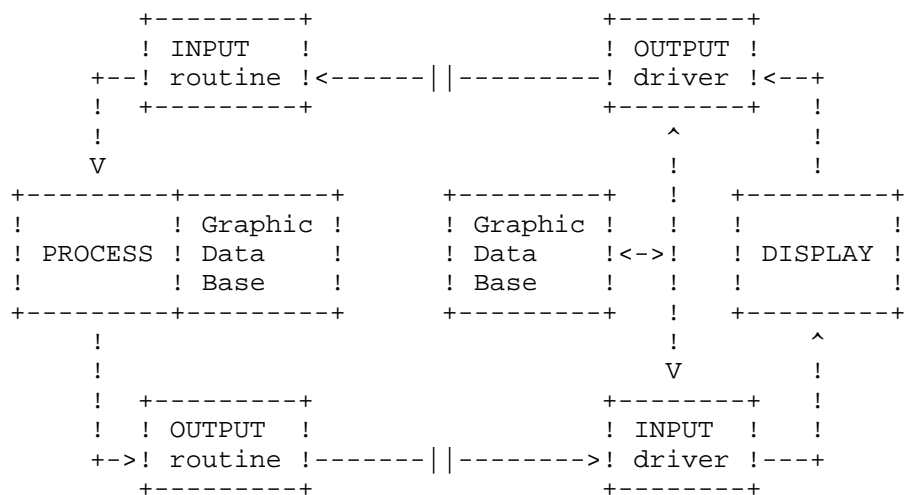 +---------+                 +--------+
          ! INPUT   !                 ! OUTPUT !
       +--! routine !<------||---------! driver !<--+
       !  +---------+                 +--------+   !
       !                                  ^        !
       V                                  !        !
+---------+---------+       +---------+   !   +---------+
!         ! Graphic !       ! Graphic !   !   !         !
! PROCESS ! Data    !       ! Data    !<->!   ! DISPLAY !
!         ! Base    !       ! Base    !   !   !         !
+---------+---------+       +---------+   !   +---------+
     !                                    !        ^
     !                                    V        !
     !  +---------+                   +--------+   !
     !  ! OUTPUT  !                   ! INPUT  !   !
     +->! routine !-------||-------->! driver !---+
        +---------+                   +--------+